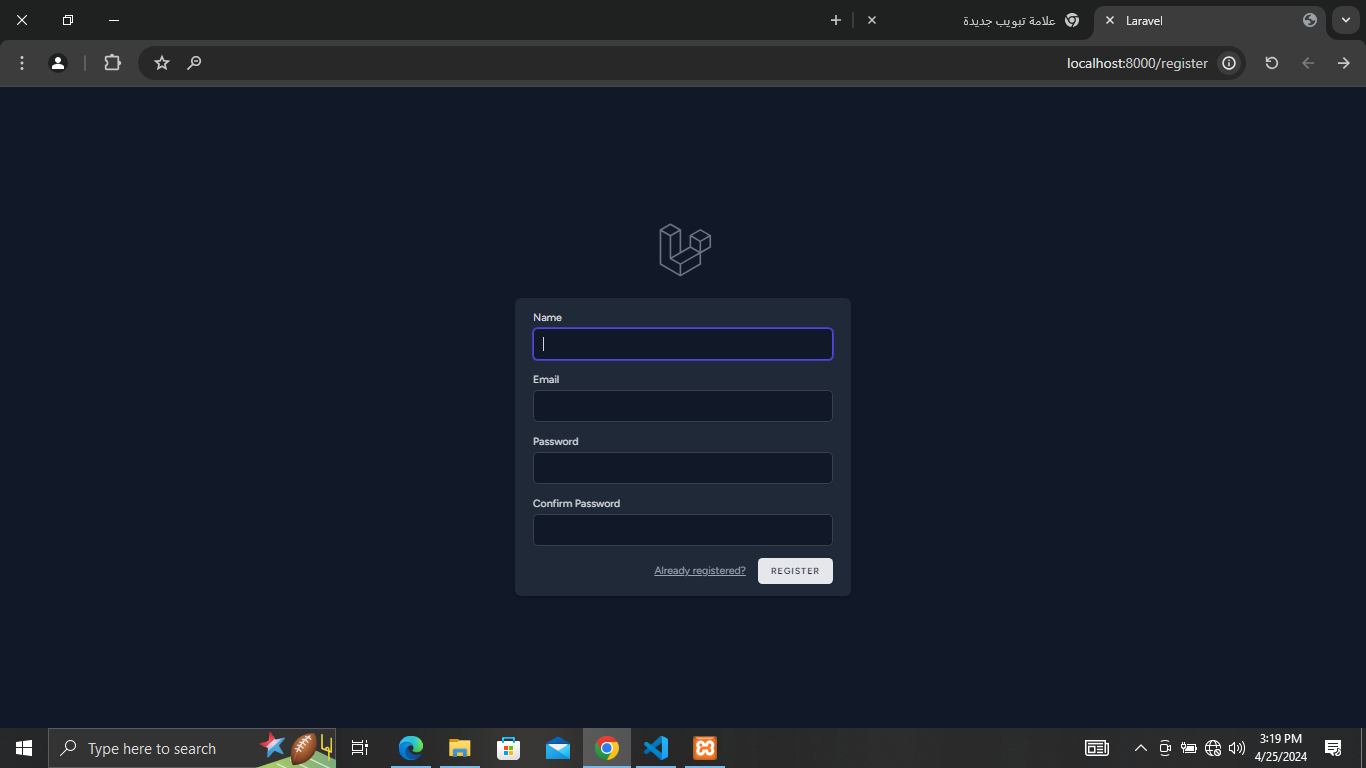 علامة تبويب جديدة
Laravel
localhost:8000/register
Name
Email
Password
Confirm Password
Already registered?
REGISTER
Type here to search
3:19 PM
4/25/2024